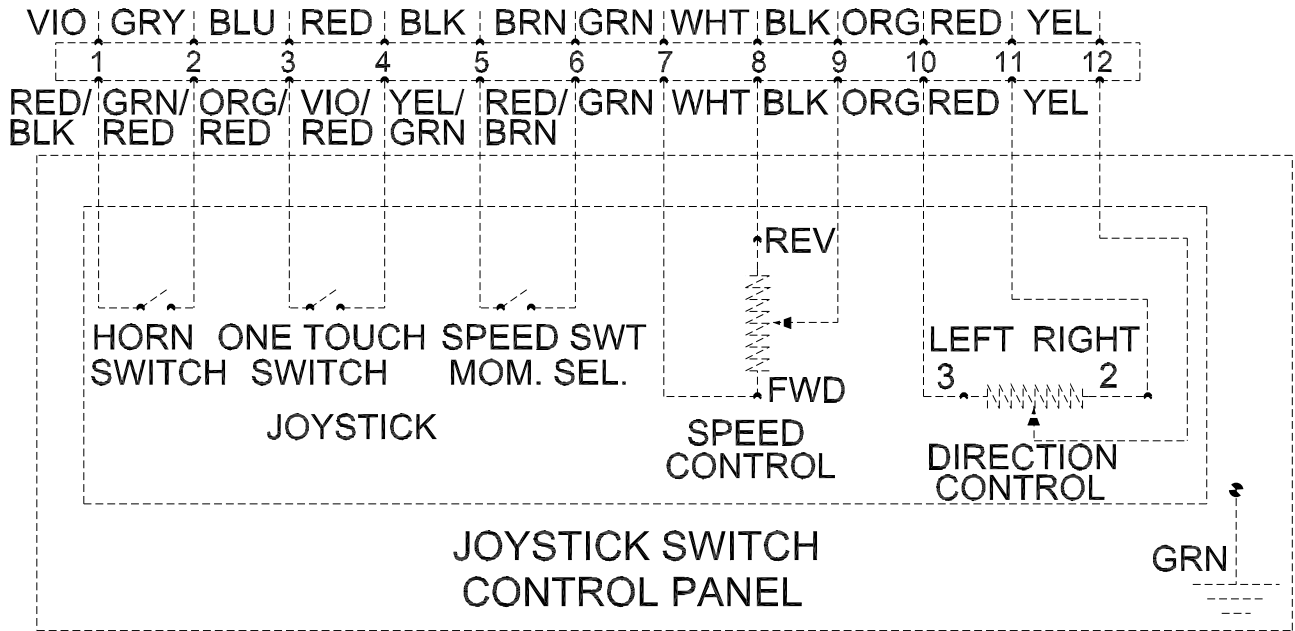 VIO GRY BLU RED BLK BRN GRN WHT BLK ORG RED YEL
1 2 3 4 5 6 7 8 9 10 11 12
RED/ GRN/ ORG/ VIO/ YEL/ RED/ GRN WHT BLK ORG RED YEL
BLK RED RED RED GRN BRN
REV
HORN ONE TOUCH SPEED SWT
SWITCH SWITCH MOM. SEL.
LEFT RIGHT
3 2
FWD
JOYSTICK
SPEED
CONTROL
DIRECTION
CONTROL
JOYSTICK SWITCH
CONTROL PANEL
GRN